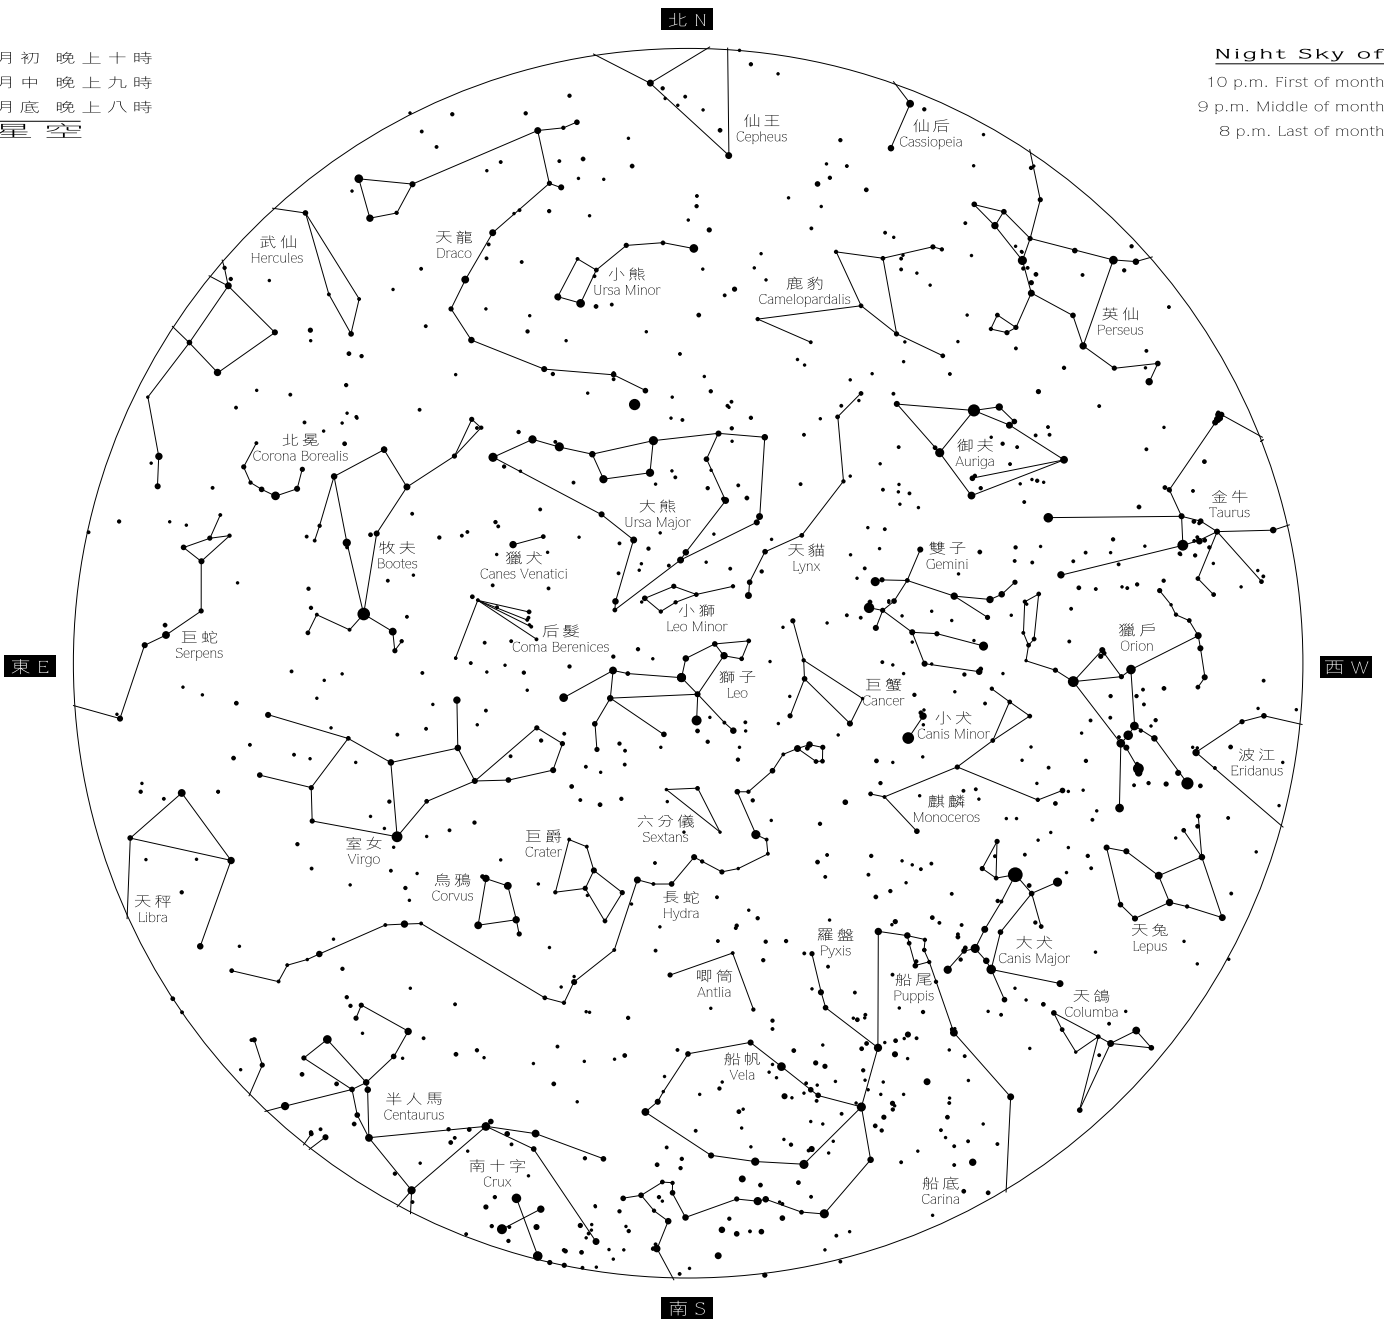 北 N
月初 晚上十時
月中 晚上九時
月底 晚上八時
星空
Night Sky of
10 p.m. First of month
9 p.m. Middle of month
8 p.m. Last of month
仙王
Cepheus
仙后
Cassiopeia
武仙
Hercules
天龍
Draco
小熊
Ursa Minor
鹿豹
Camelopardalis
英仙
Perseus
北冕
Corona Borealis
御夫
Auriga
大熊
Ursa Major
金牛
Taurus
牧夫
Bootes
獵犬
Canes Venatici
天貓
Lynx
雙子
Gemini
小獅
Leo Minor
后髮
Coma Berenices
巨蛇
Serpens
獵戶
Orion
東 E
西 W
獅子
Leo
巨蟹
Cancer
小犬
Canis Minor
波江
Eridanus
麒麟
Monoceros
六分儀
Sextans
巨爵
Crater
室女
Virgo
烏鴉
Corvus
長蛇
Hydra
天秤
Libra
天兔
Lepus
羅盤
Pyxis
大犬
Canis Major
唧筒
Antlia
船尾
Puppis
天鴿
Columba
船帆
Vela
半人馬
Centaurus
南十字
Crux
船底
Carina
南 S